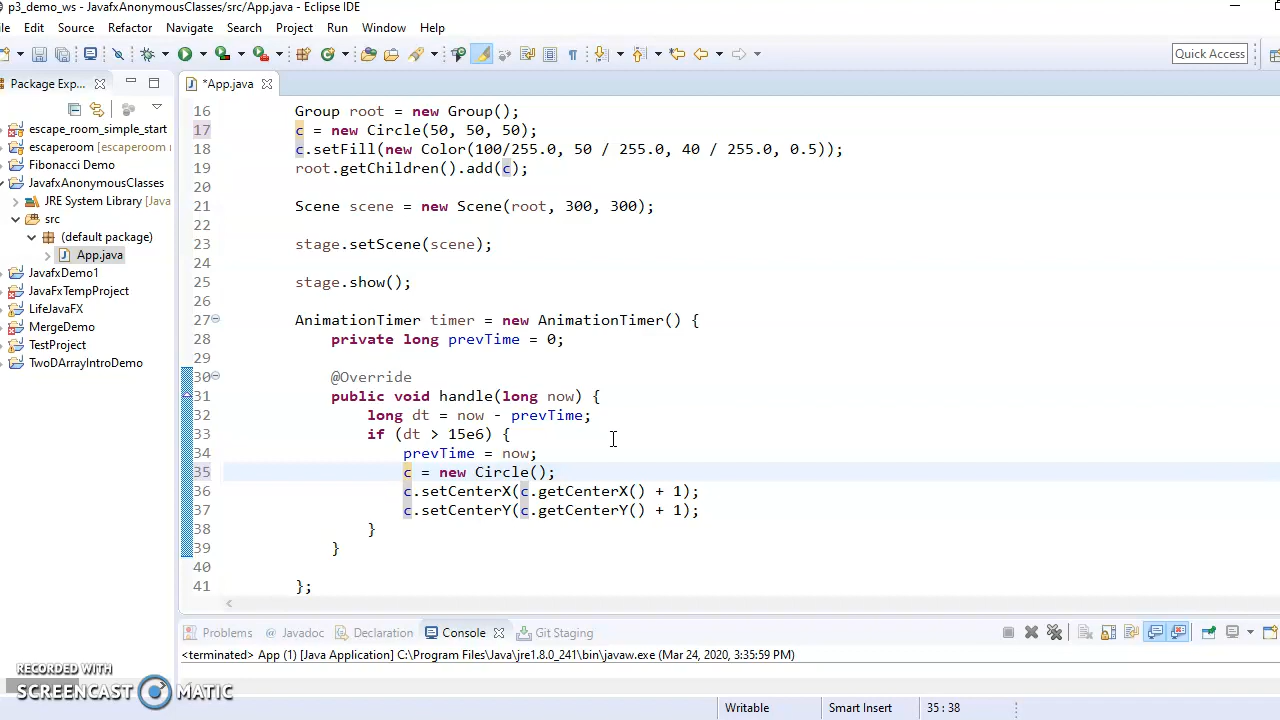 p3_demo_ws - JavafxAnonymousClasses/src/App.java - Eclipse IDE
Edit Source Refactor Navigate Search Project Run Window Help
Quick Access
Package Exp...
*App.java
escape_room_simple_start
escaperoom [escaperoom
Fibonacci Demo
JavafxAnonymousClasses
JRE System Library [Java
src
(default package)
App.java
JavafxDemo1
JavaFxTempProject
LifeJavaFX
MergeDemo
TestProject
TwoDArrayIntroDemo
16 Group root = new Group();
17 c = new Circle(50, 50, 50);
18 c.setFill(new Color(100/255.0, 50 / 255.0, 40 / 255.0, 0.5));
19 root.getChildren().add(c);
20
21 Scene scene = new Scene(root, 300, 300);
22
23 stage.setScene(scene);
24
25 stage.show();
26
27 AnimationTimer timer = new AnimationTimer() {
28 private long prevTime = 0;
29
30 @Override
31 public void handle(long now) {
32 long dt = now - prevTime;
33 if (dt > 15e6) {
34 prevTime = now;
35 c = new Circle();
36 c.setCenterX(c.getCenterX() + 1);
37 c.setCenterY(c.getCenterY() + 1);
38 }
39 }
40
41 };
Problems Javadoc Declaration Console Git Staging
<terminated> App (1) [Java Application] C:\Program Files\Java\jre1.8.0_241\bin\javaw.exe (Mar 24, 2020, 3:35:59 PM)
RECORDED WITH
SCREENCAST MATIC
Writable Smart Insert 35 : 38